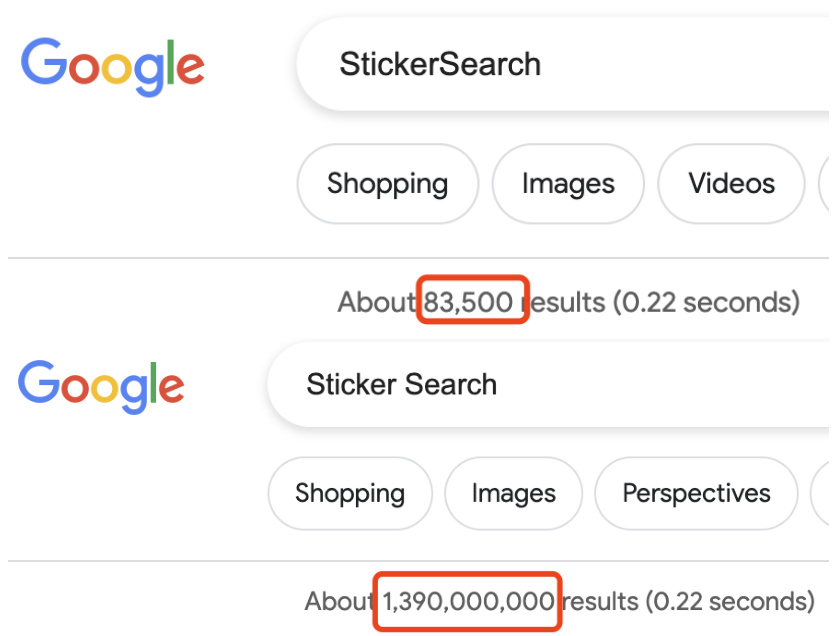 Google
StickerSearch
Shopping Images Videos
About 83,500 results (0.22 seconds)
Google
Sticker Search
Shopping Images Perspectives
About 1,390,000,000 results (0.22 seconds)